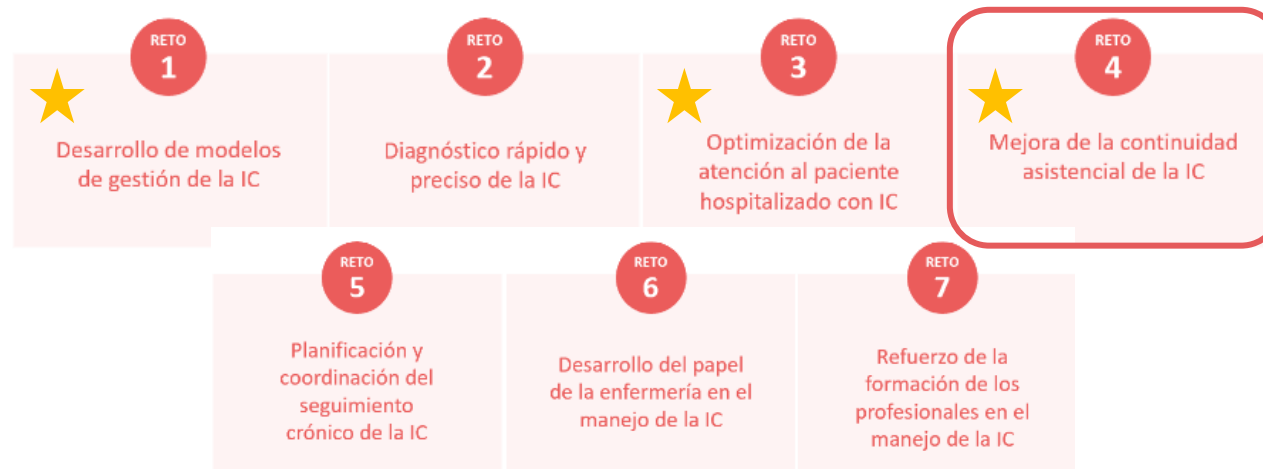 RETO
1
Desarrollo de modelos
de gestión de la IC
RETO
2
Diagnóstico rápido y
preciso de la IC
RETO
3
Optimización de la
atención al paciente
hospitalizado con IC
RETO
4
Mejora de la continuidad
asistencial de la IC
RETO
5
Planificación y
coordinación del
seguimiento
crónico de la IC
RETO
6
Desarrollo del papel
de la enfermería en el
manejo de la IC
RETO
7
Refuerzo de la
formación de los
profesionales en el
manejo de la IC